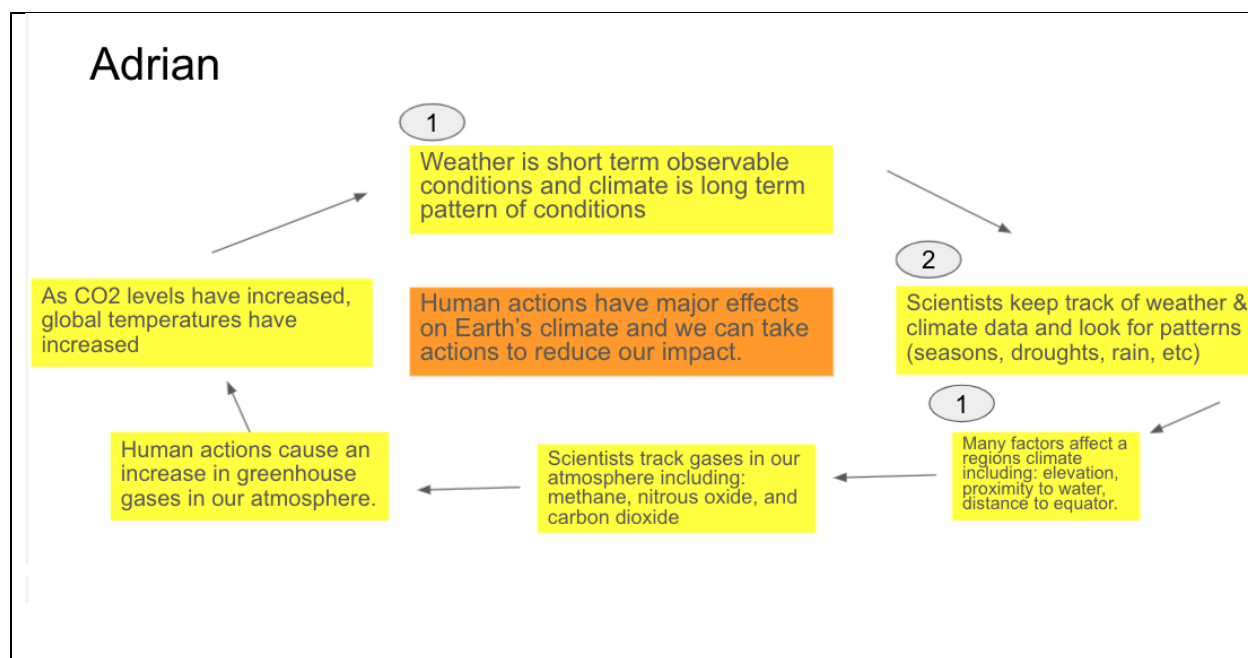 Adrian
1
Weather is short term observable
conditions and climate is long term
pattern of conditions
2
As CO2 levels have increased,
global temperatures have
increased
Human actions have major effects
on Earth's climate and we can take
actions to reduce our impact.
Scientists keep track of weather &
climate data and look for patterns
(seasons, droughts, rain, etc)
1
Human actions cause an
increase in greenhouse
gases in our atmosphere.
Scientists track gases in our
atmosphere including:
methane, nitrous oxide, and
carbon dioxide
Many factors affect a
regions climate
including: elevation,
proximity to water,
distance to equator.